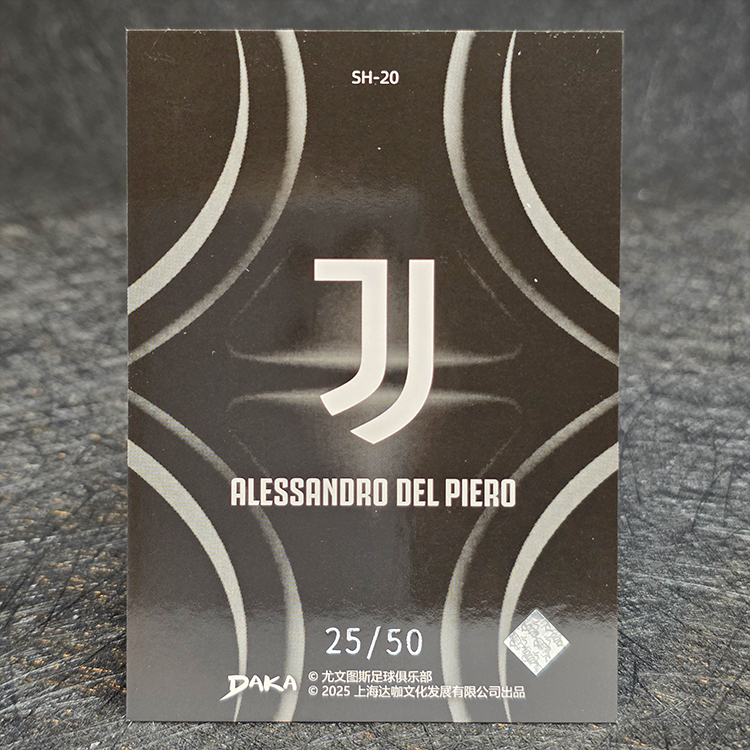 SH-20
ALESSANDRO DEL PIERO
25/50
DAKA
© 尤文图斯足球俱乐部
© 2025 上海达咖文化发展有限公司出品